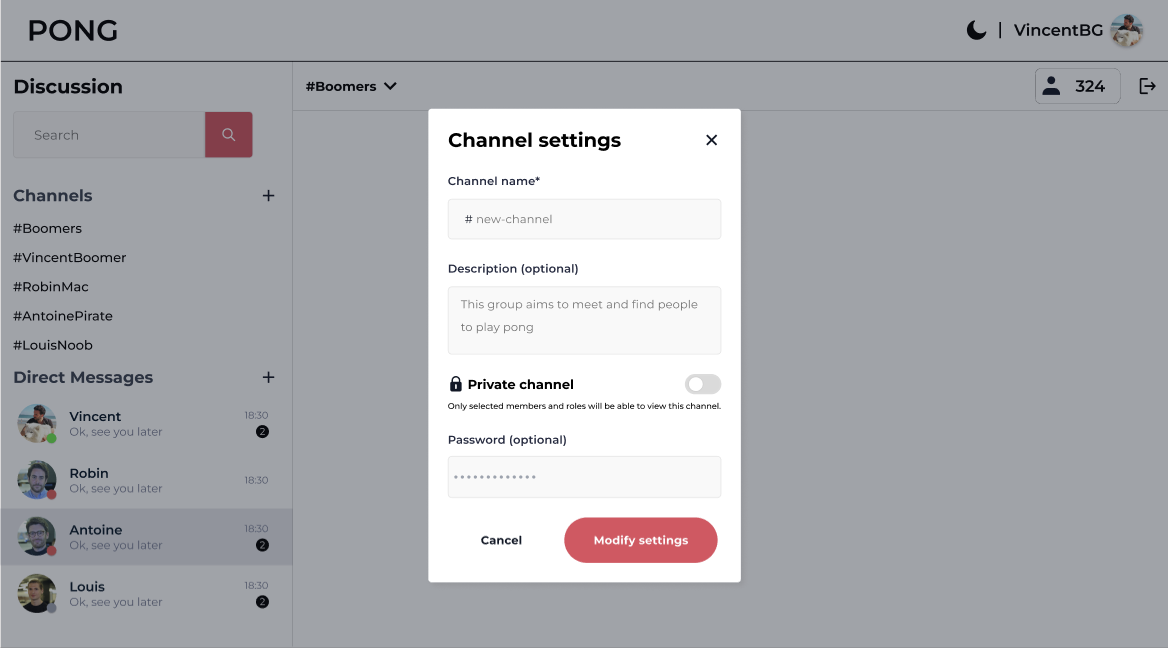 PONG
VincentBG
Discussion
Search
Channels
#Boomers
#VincentBoomer
#RobinMac
#AntoinePirate
#LouisNoob
Direct Messages
Vincent
18:30
Ok, see you later
2
Robin
Ok, see you later
18:30
Antoine
18:30
Ok, see you later
2
Louis
18:30
Ok, see you later
2
#Boomers
324
Channel settings
Channel name*
# new-channel
Description (optional)
This group aims to meet and find people
to play pong
Private channel
Only selected members and roles will be able to view this channel.
Password (optional)
•••••••••••••
Cancel
Modify settings